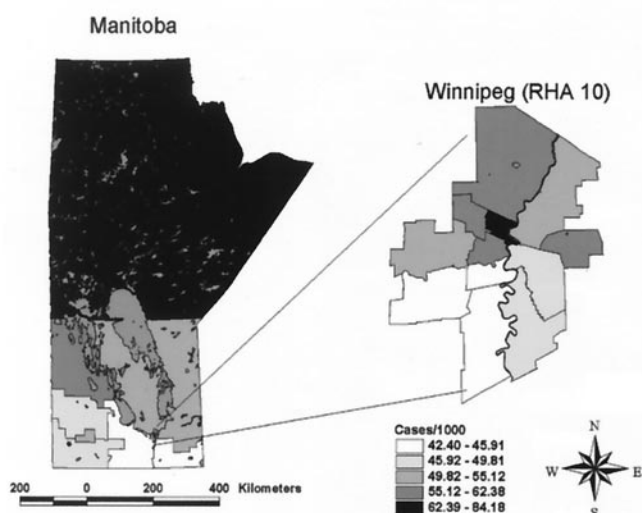 Manitoba
Winnipeg (RHA 10)
Cases/1000
42.40 - 45.91
45.92 - 49.81
49.82 - 55.12
55.12 - 62.38
62.39 - 84.18
N
W E
S
200 0 200 400 Kilometers